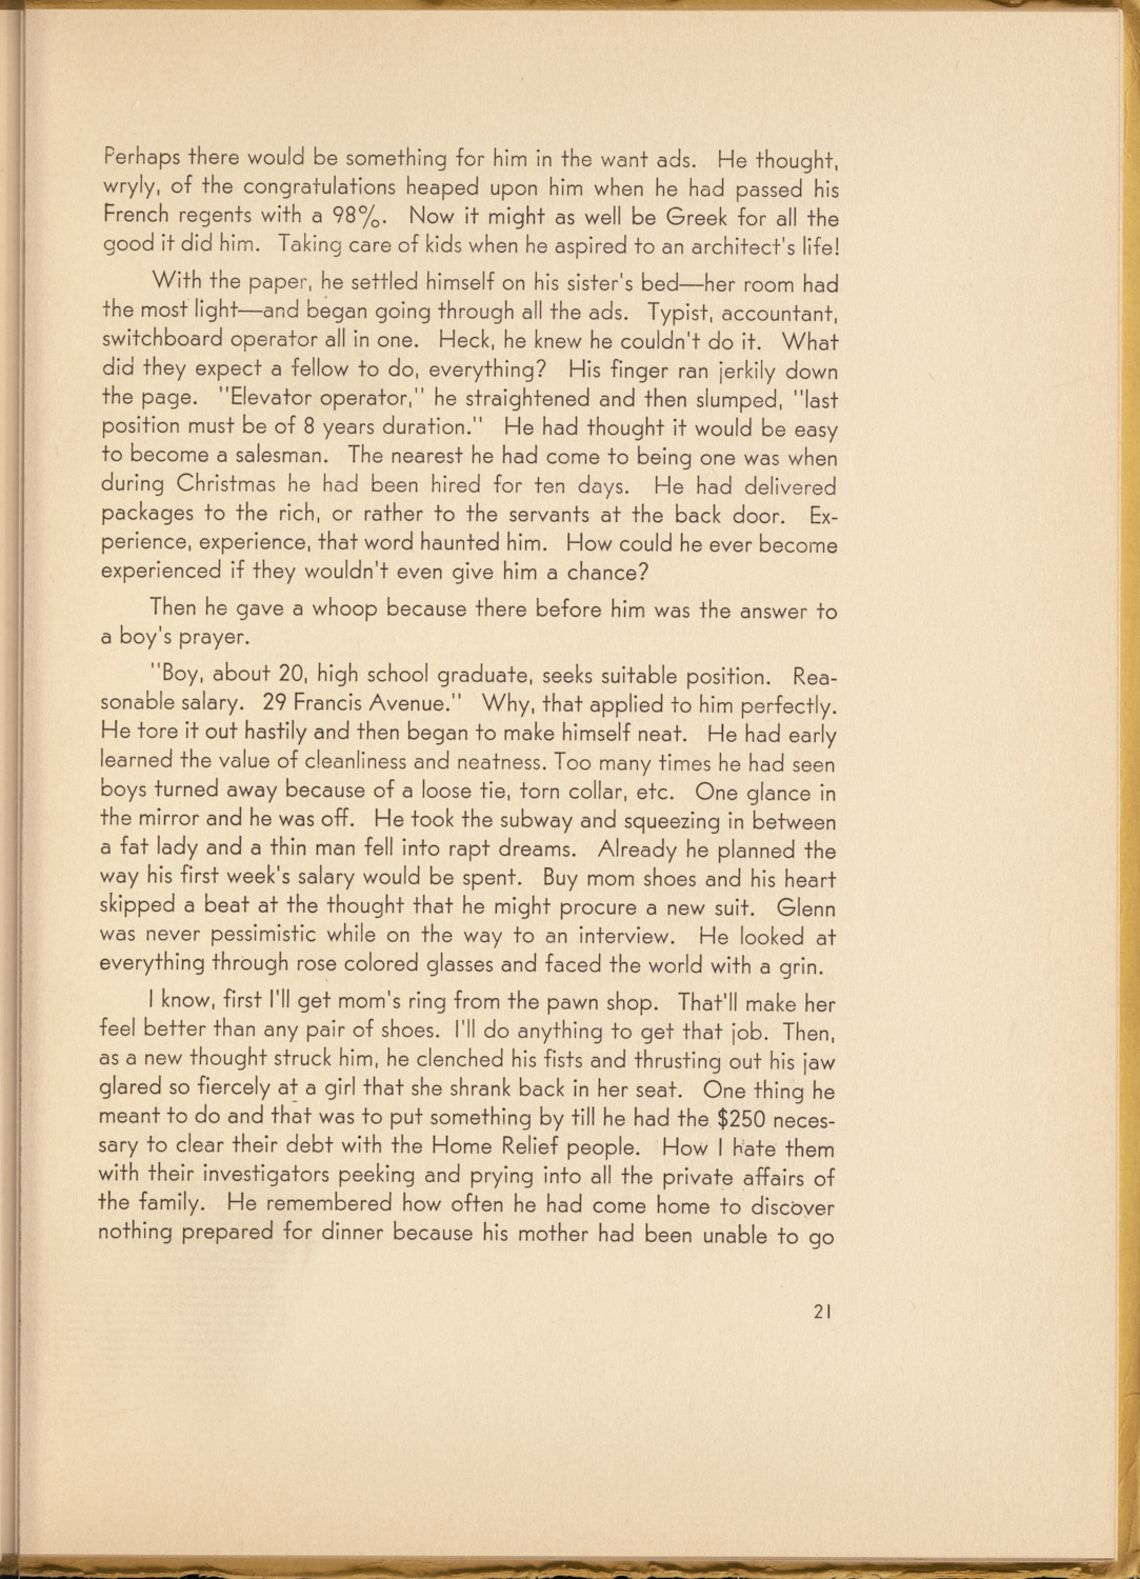 Perhaps there would be something for him in the want ads. He thought,
wryly, of the congratulations heaped upon him when he had passed his
French regents with a 98%. Now it might as well be Greek for all the
good it did him. Taking care of kids when he aspired to an architect's life!
With the paper, he settled himself on his sister's bed—her room had
the most light—and began going through all the ads. Typist, accountant,
switchboard operator all in one. Heck, he knew he couldn't do it. What
did they expect a fellow to do, everything? His finger ran jerkily down
the page. "Elevator operator," he straightened and then slumped, "last
position must be of 8 years duration." He had thought it would be easy
to become a salesman. The nearest he had come to being one was when
during Christmas he had been hired for ten days. He had delivered
packages to the rich, or rather to the servants at the back door. Ex-
perience, experience, that word haunted him. How could he ever become
experienced if they wouldn't even give him a chance?
Then he gave a whoop because there before him was the answer to
a boy's prayer.
"Boy, about 20, high school graduate, seeks suitable position. Rea-
sonable salary. 29 Francis Avenue." Why, that applied to him perfectly.
He tore it out hastily and then began to make himself neat. He had early
learned the value of cleanliness and neatness. Too many times he had seen
boys turned away because of a loose tie, torn collar, etc. One glance in
the mirror and he was off. He took the subway and squeezing in between
a fat lady and a thin man fell into rapt dreams. Already he planned the
way his first week's salary would be spent. Buy mom shoes and his heart
skipped a beat at the thought that he might procure a new suit. Glenn
was never pessimistic while on the way to an interview. He looked at
everything through rose colored glasses and faced the world with a grin.
I know, first I'll get mom's ring from the pawn shop. That'll make her
feel better than any pair of shoes. I'll do anything to get that job. Then,
as a new thought struck him, he clenched his fists and thrusting out his jaw
glared so fiercely at a girl that she shrank back in her seat. One thing he
meant to do and that was to put something by till he had the $250 neces-
sary to clear their debt with the Home Relief people. How I hate them
with their investigators peeking and prying into all the private affairs of
the family. He remembered how often he had come home to discover
nothing prepared for dinner because his mother had been unable to go
21